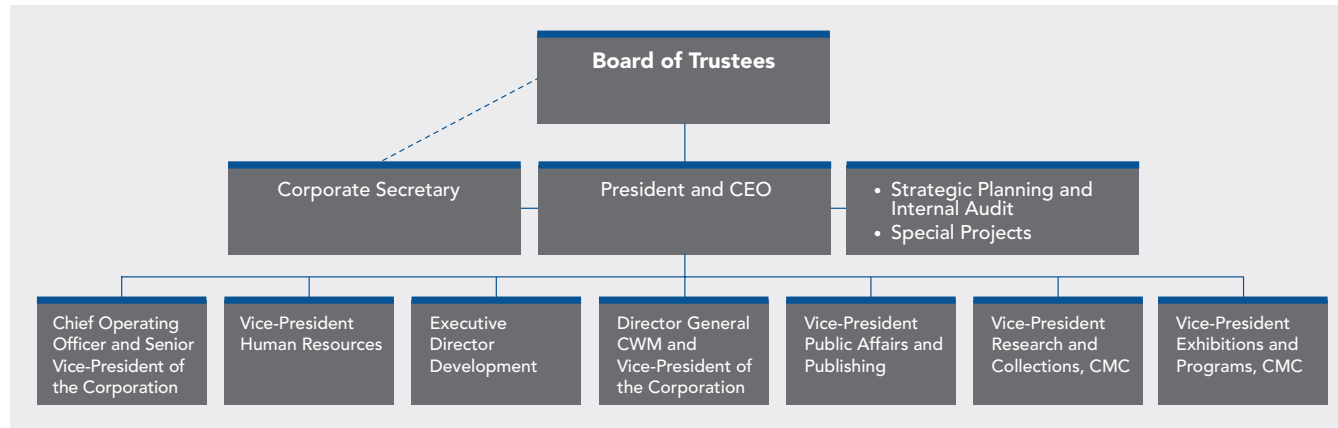 Board of Trustees
Corporate Secretary
President and CEO
• Strategic Planning and
Internal Audit
• Special Projects
Chief Operating
Officer and Senior
Vice-President of
the Corporation
Vice-President
Human Resources
Executive
Director
Development
Director General
CWM and
Vice-President of
the Corporation
Vice-President
Public Affairs and
Publishing
Vice-President
Research and
Collections, CMC
Vice-President
Exhibitions and
Programs, CMC